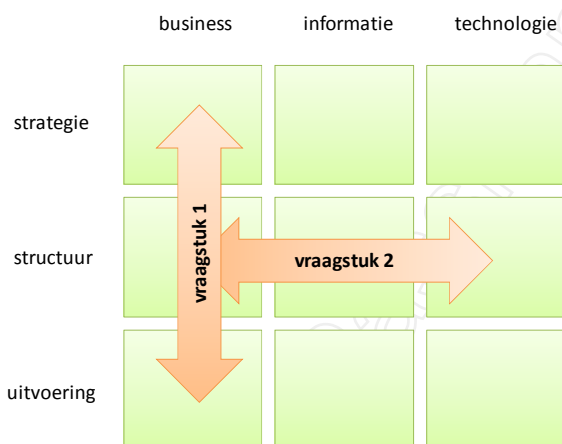 business informatie technologie
strategie
vraagstuk 1
structuur
vraagstuk 2
uitvoering